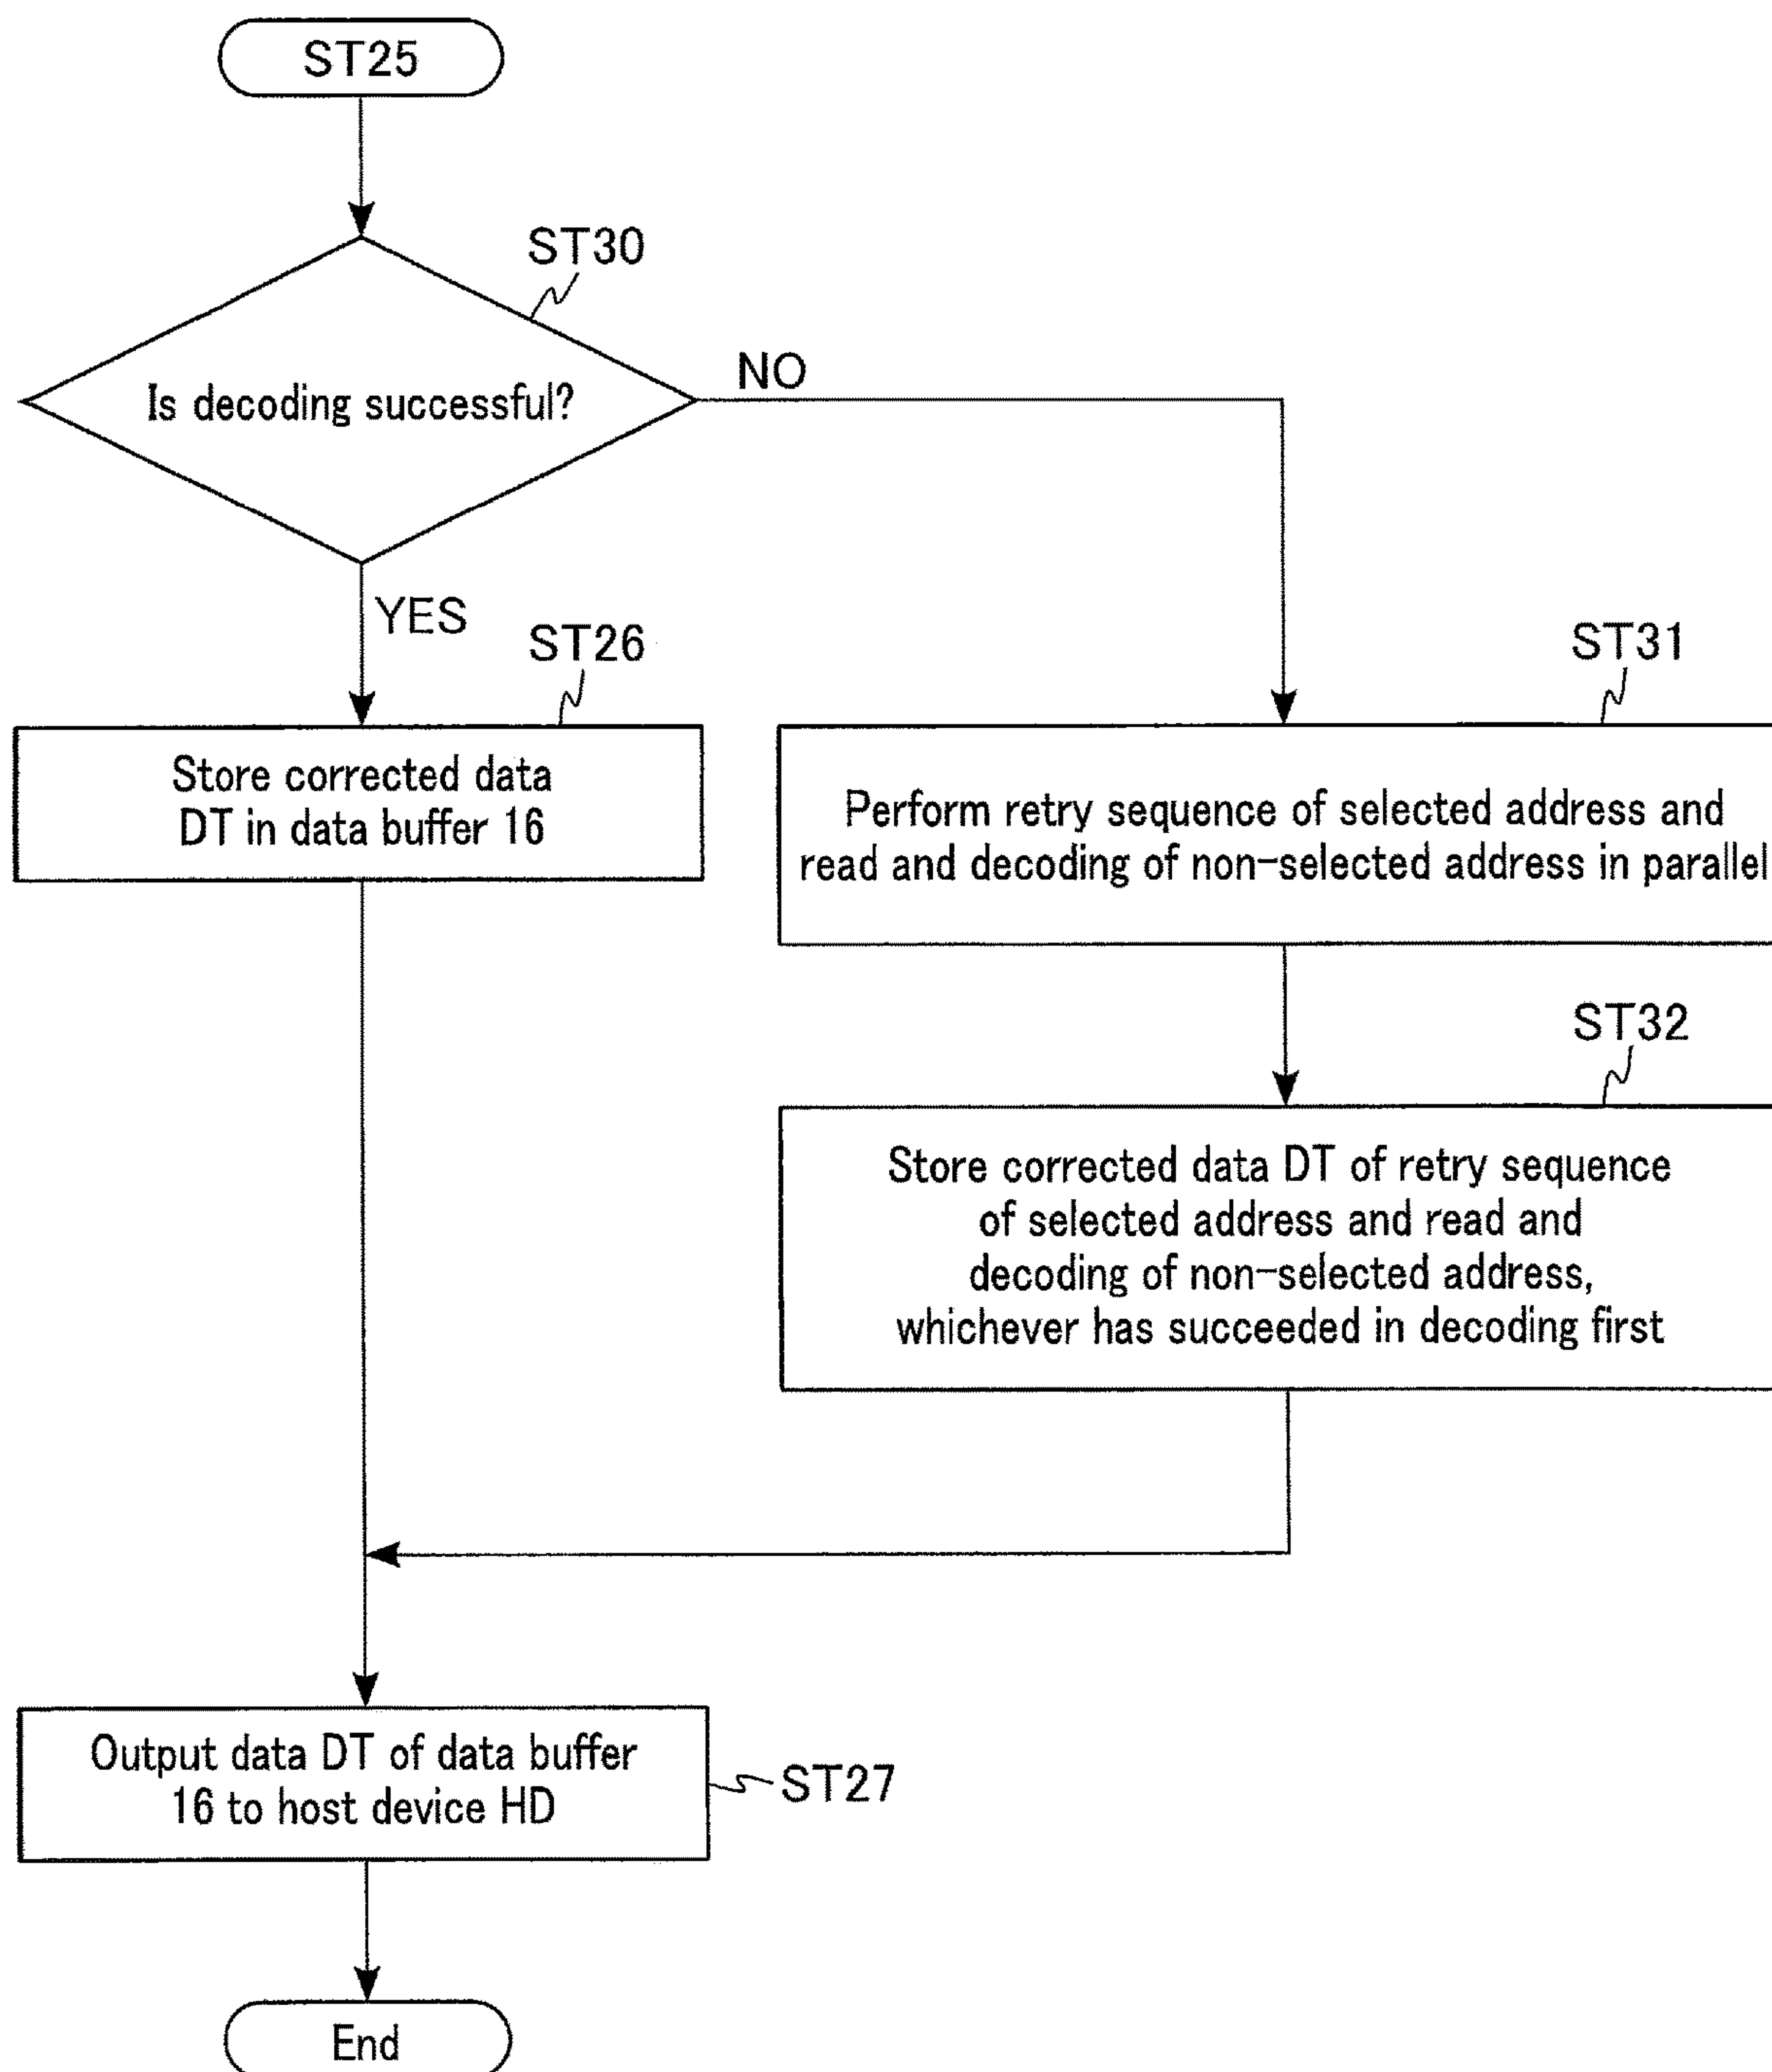 ST25
ST30
Is decoding successful?
NO
YES
ST26
Store corrected data
DT in data buffer 16
ST31
Perform retry sequence of selected address and
read and decoding of non-selected address in parallel
ST32
Store corrected data DT of retry sequence
of selected address and read and
decoding of non-selected address,
whichever has succeeded in decoding first
Output data DT of data buffer
16 to host device HD
ST27
End